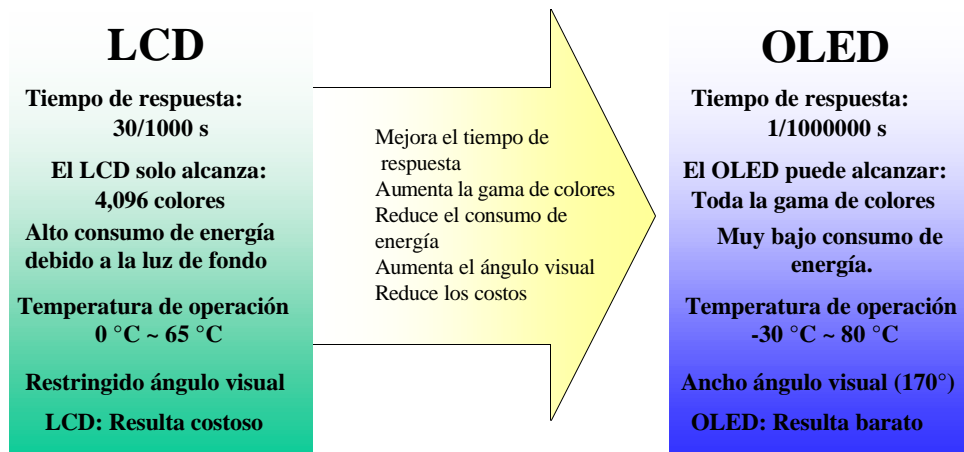 LCD
Tiempo de respuesta:
30/1000 s
El LCD solo alcanza:
4,096 colores
Alto consumo de energía
debido a la luz de fondo
Temperatura de operación
0 °C ~ 65 °C
Restringido ángulo visual
LCD: Resulta costoso
Mejora el tiempo de
respuesta
Aumenta la gama de colores
Reduce el consumo de
energía
Aumenta el ángulo visual
Reduce los costos
OLED
Tiempo de respuesta:
1/1000000 s
El OLED puede alcanzar:
Toda la gama de colores
Muy bajo consumo de
energía.
Temperatura de operación
-30 °C ~ 80 °C
Ancho ángulo visual (170°)
OLED: Resulta barato